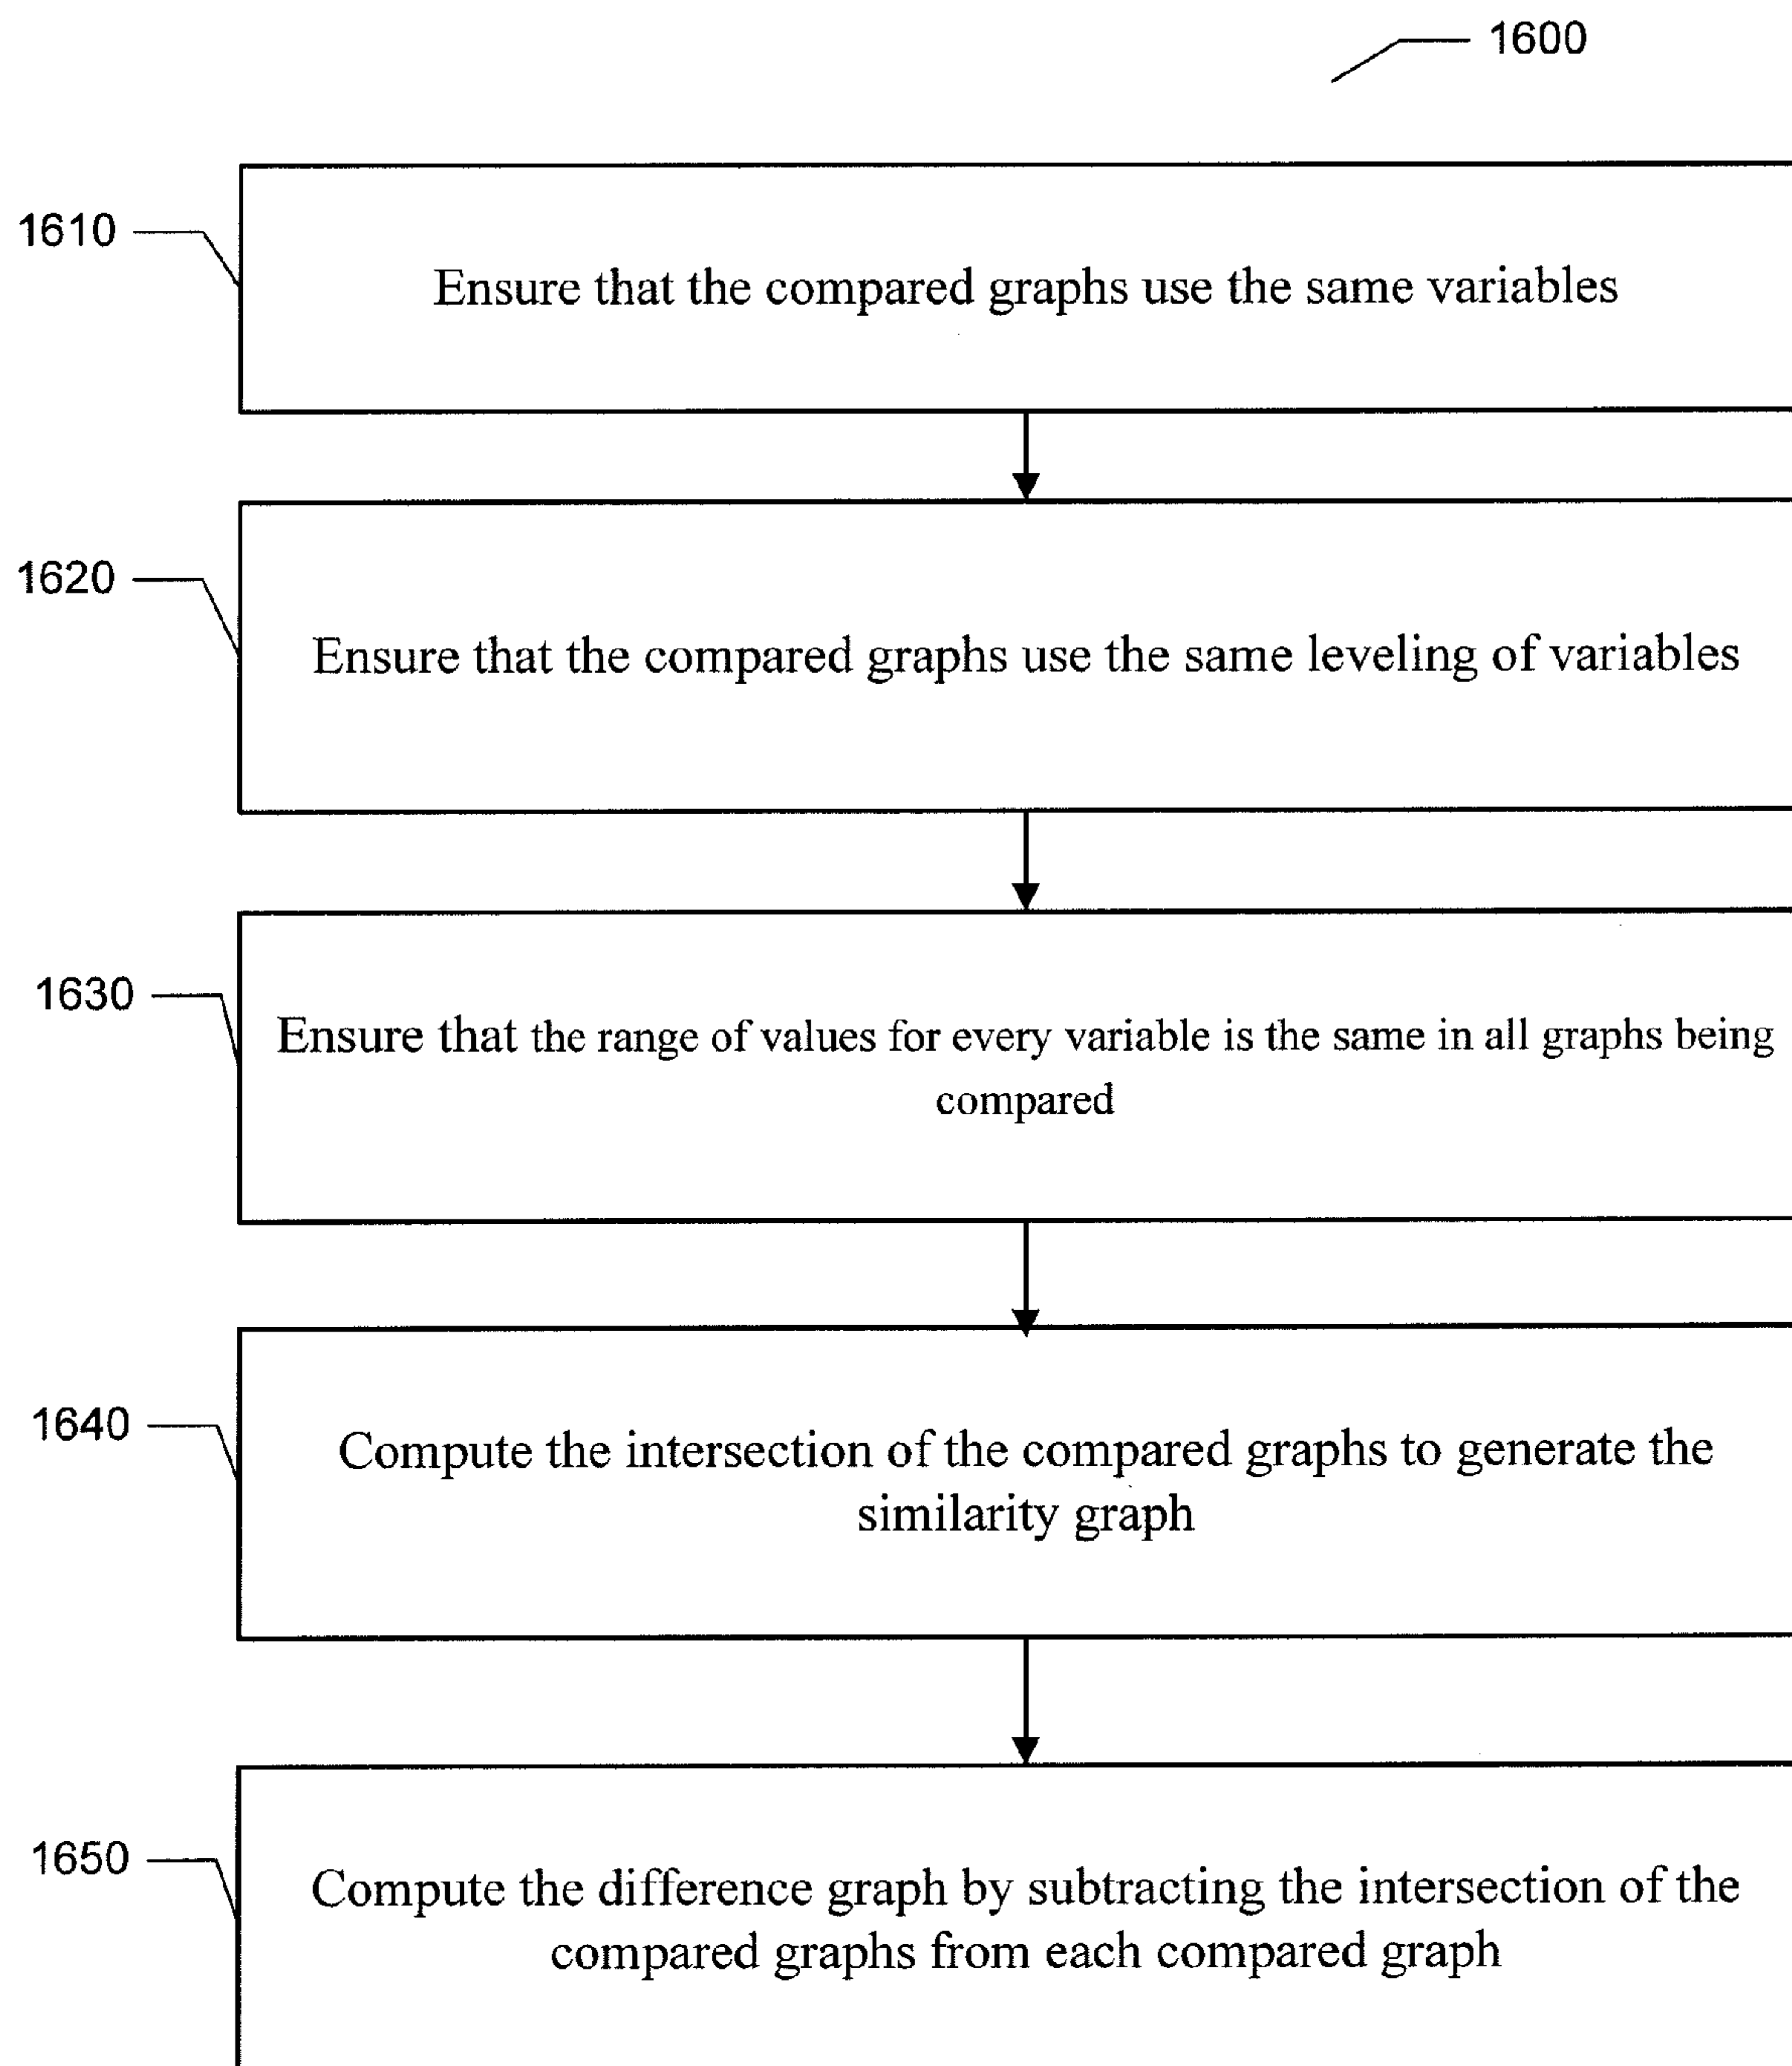 1600
1610
Ensure that the compared graphs use the same variables
1620
Ensure that the compared graphs use the same leveling of variables
1630
Ensure that the range of values for every variable is the same in all graphs being
compared
1640
Compute the intersection of the compared graphs to generate the
similarity graph
1650
Compute the difference graph by subtracting the intersection of the
compared graphs from each compared graph